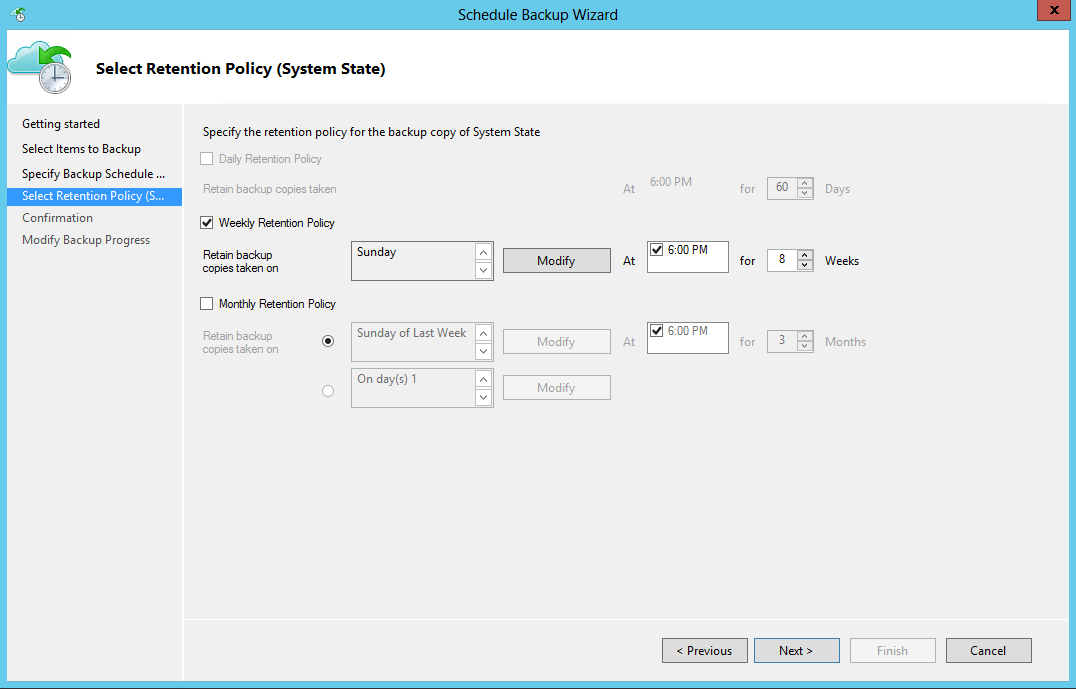 Schedule Backup Wizard
x
Select Retention Policy (System State)
Getting started
Select Items to Backup
Specify Backup Schedule ...
Select Retention Policy (S...
Confirmation
Modify Backup Progress
Specify the retention policy for the backup copy of System State
Daily Retention Policy
Retain backup copies taken At 6:00 PM for 60 Days
Weekly Retention Policy
Retain backup
copies taken on Sunday Modify At 6:00 PM for 8 Weeks
Monthly Retention Policy
Retain backup
copies taken on Sunday of Last Week Modify At 6:00 PM for 3 Months
On day(s) 1 Modify
< Previous Next > Finish Cancel